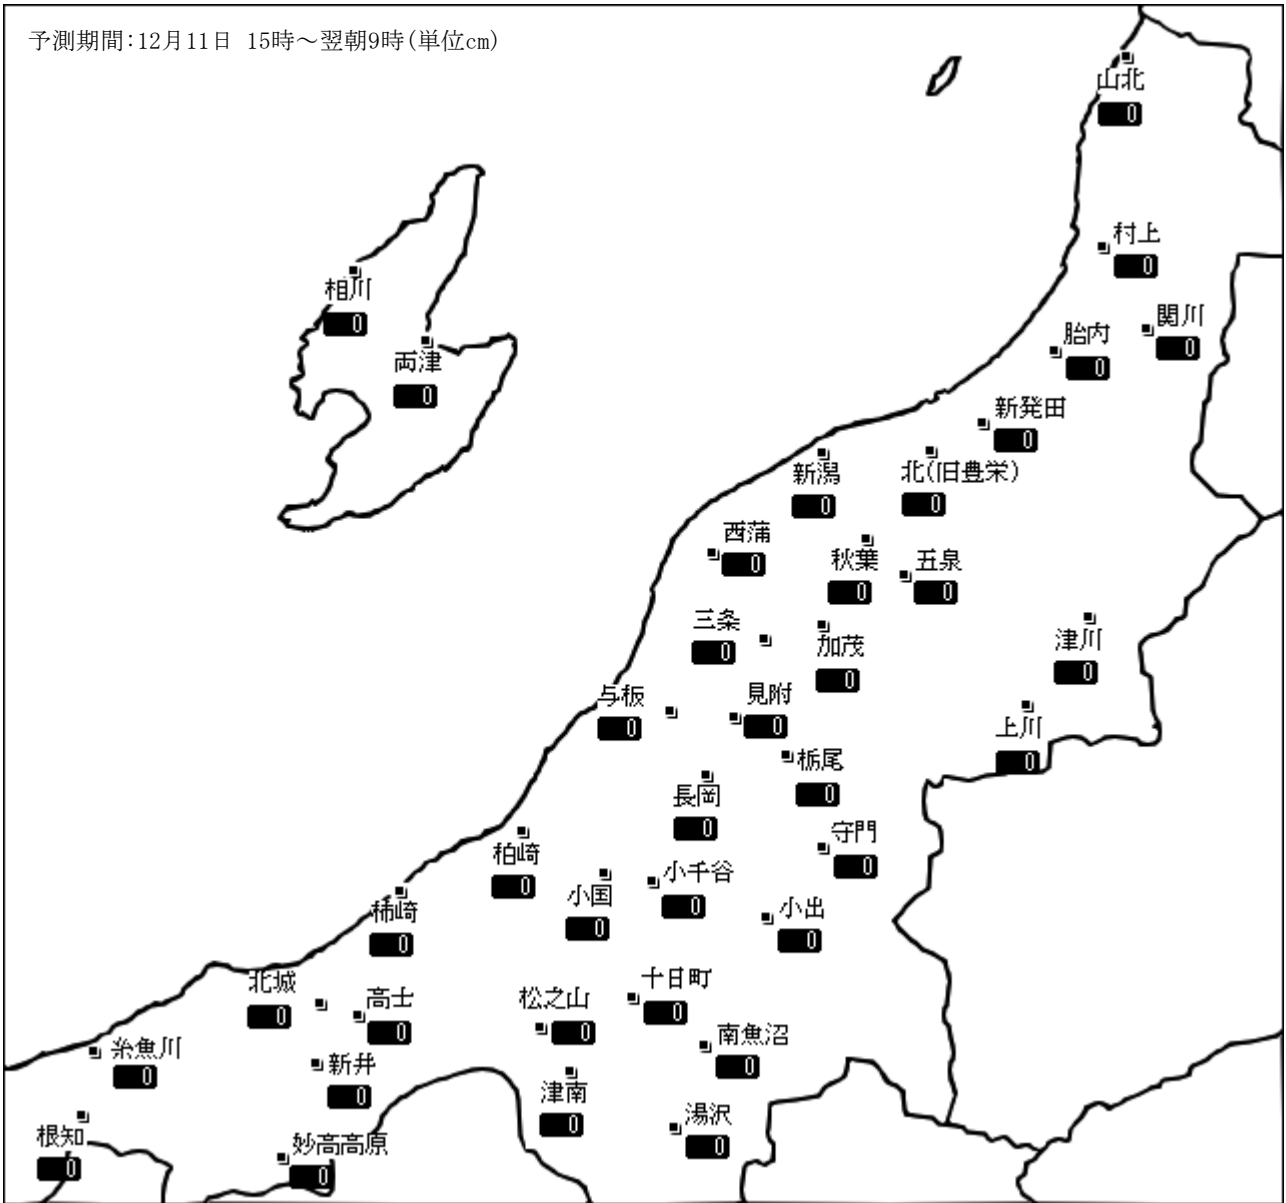 予測期間:12月11日 15時～翌朝9時(単位cm)
山北
0
村上
0
相川
0
関川
0
胎内
0
両津
0
新発田
0
新潟
0
北(旧豊栄)
0
西蒲
0
秋葉
0
五泉
0
三条
0
加茂
0
津川
0
与板
0
見附
0
上川
0
栃尾
0
長岡
0
守門
0
柏崎
0
小千谷
0
小国
0
柿崎
0
小出
0
北城
0
高士
0
松之山
0
十日町
0
南魚沼
0
糸魚川
0
新井
0
津南
0
湯沢
0
根知
0
妙高高原
0